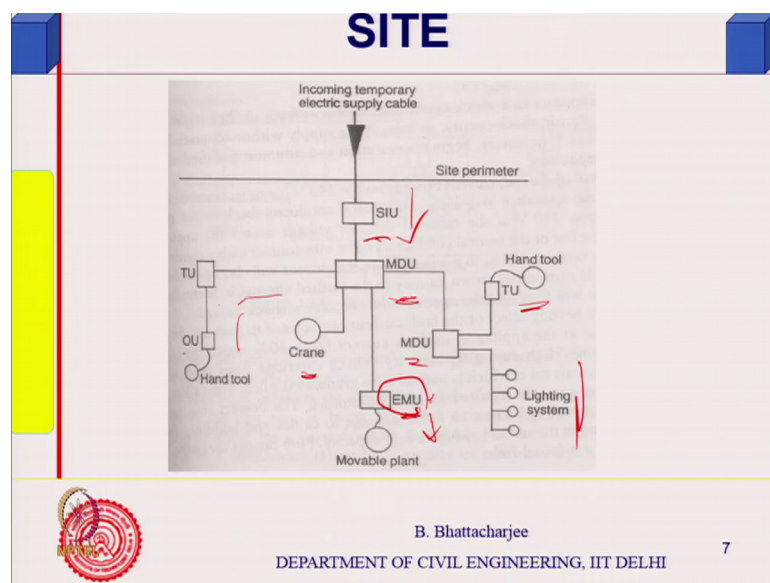 SITE
Incoming temporary
electric supply cable
Site perimeter
SIU
MDU
TU
Hand tool
TU
OU
Hand tool
Crane
MDU
EMU
Lighting
system
Movable plant
NPTEL
B. Bhattacharjee
DEPARTMENT OF CIVIL ENGINEERING, IIT DELHI
7